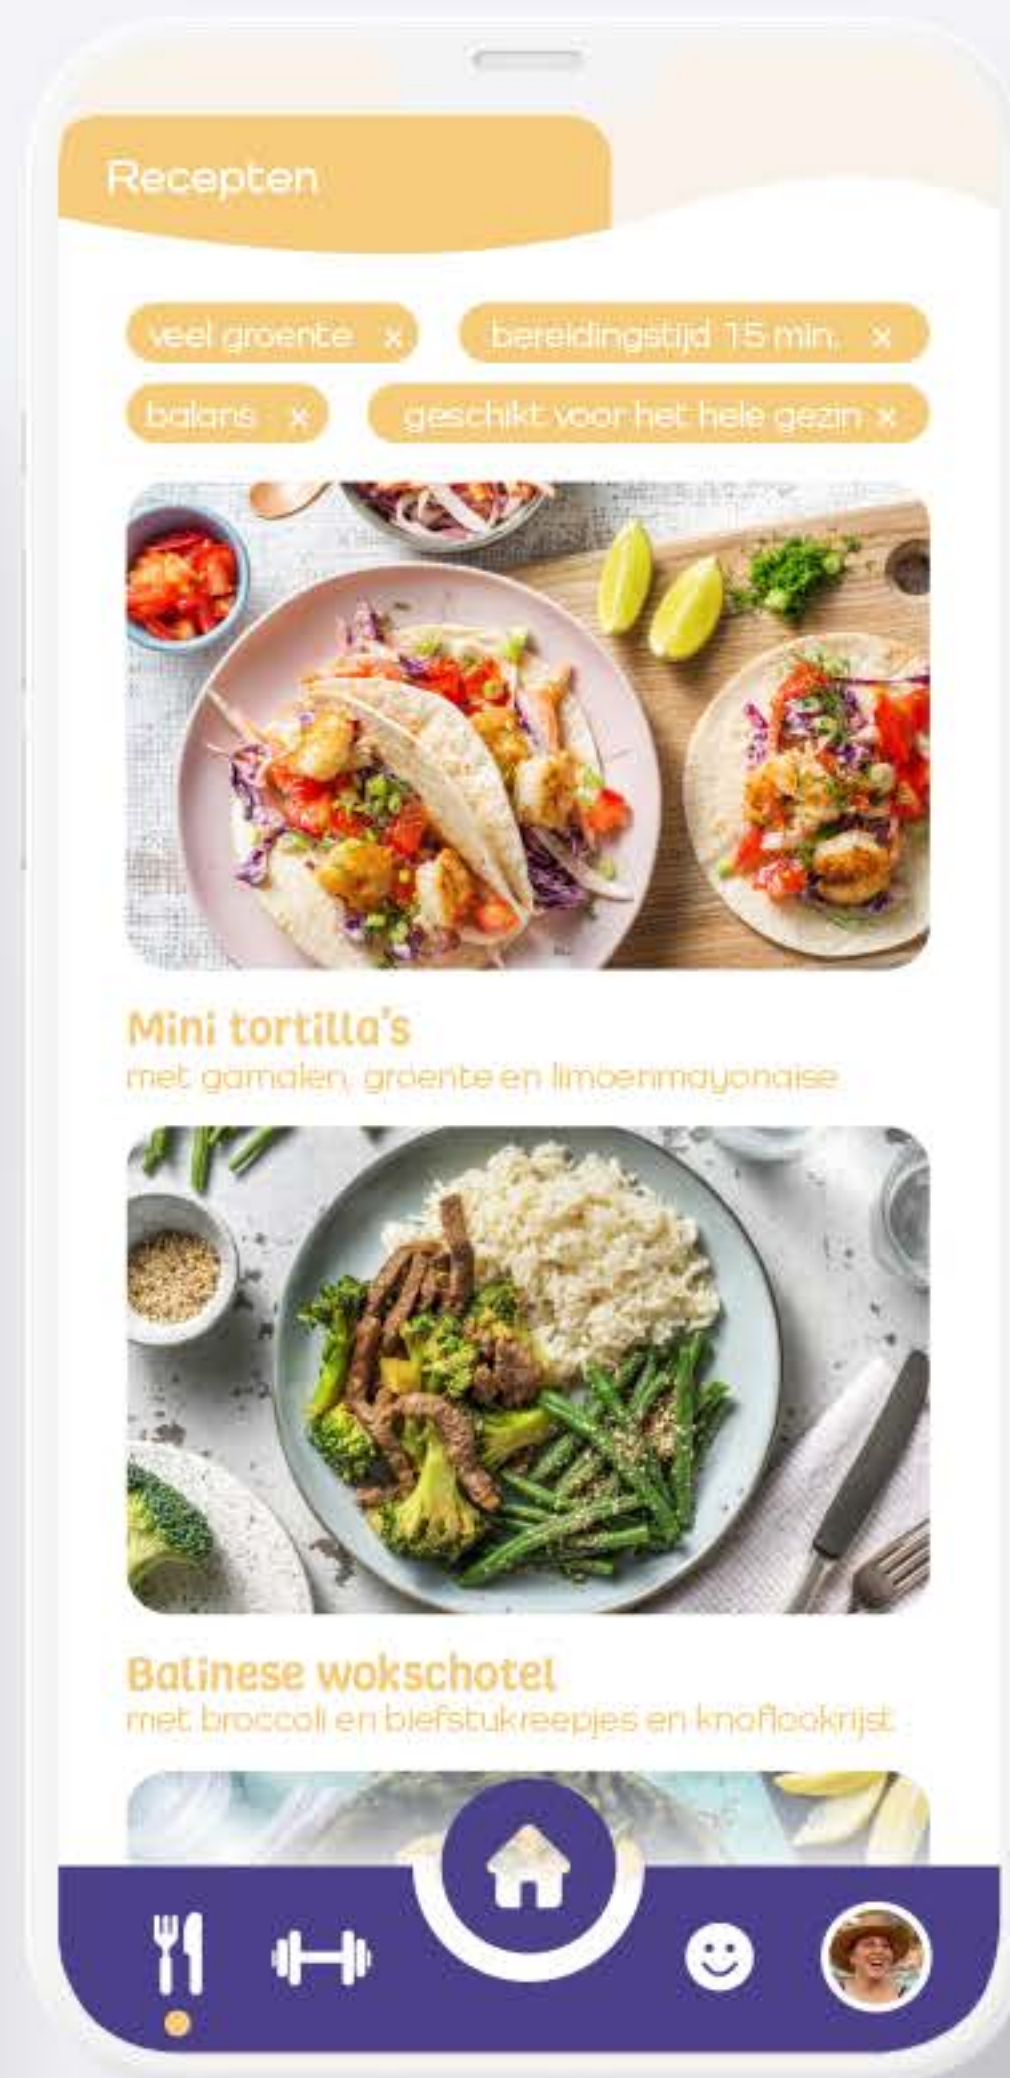 Recepten
veel groente x
bereidingstijd 15 min. x
balans x
geschikt voor het hele gezin x
Mini tortilla's
met garnalen, groente en limoenmayonaise
Balinese wokschotel
met broccoli en biefstukreepjes en knoflookrijst